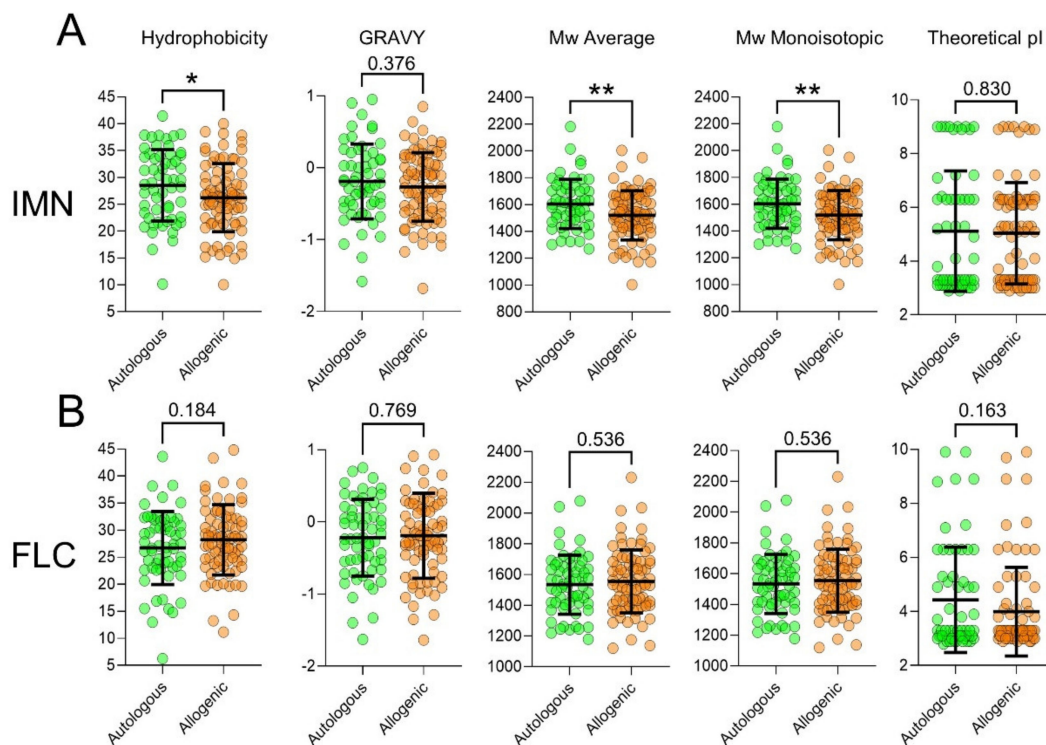 A
Hydrophobicity
GRAVY
Mw Average
Mw Monoisotopic
Theoretical pI
IMN
*
45
40
35
30
25
20
15
10
5
Autologous
Allogenic
0.376
1
0
-1
-2
Autologous
Allogenic
**
2400
2200
2000
1800
1600
1400
1200
1000
800
Autologous
Allogenic
**
2400
2200
2000
1800
1600
1400
1200
1000
800
Autologous
Allogenic
0.830
10
8
6
4
2
Autologous
Allogenic
B
FLC
0.184
45
40
35
30
25
20
15
10
5
Autologous
Allogenic
0.769
1
0
-1
-2
Autologous
Allogenic
0.536
2400
2200
2000
1800
1600
1400
1200
1000
Autologous
Allogenic
0.536
2400
2200
2000
1800
1600
1400
1200
1000
Autologous
Allogenic
0.163
10
8
6
4
2
Autologous
Allogenic